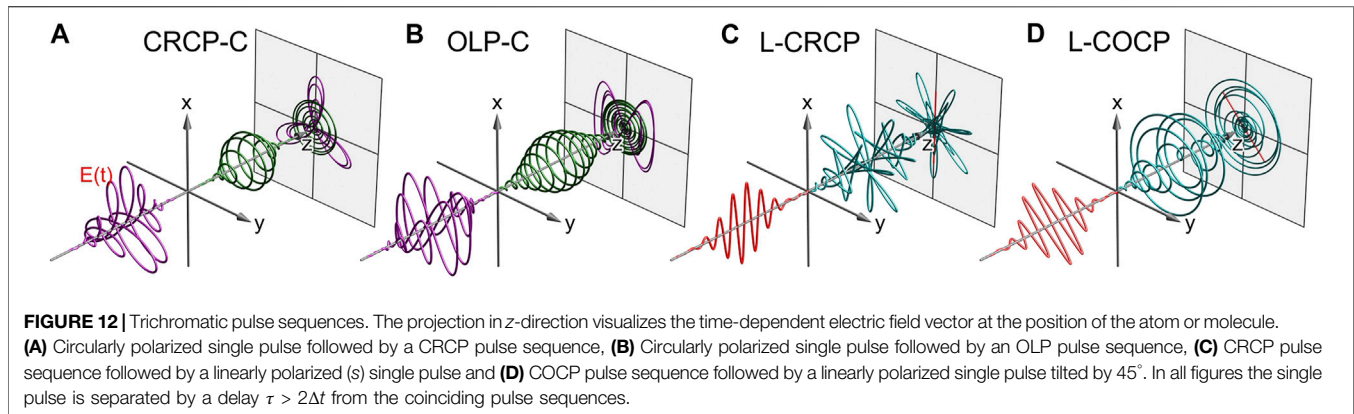 A CRCP-C B OLP-C C L-CRCP D L-COCP
x x x x
z z z z
E(t)
y y y y
FIGURE 12 | Trichromatic pulse sequences. The projection in z-direction visualizes the time-dependent electric field vector at the position of the atom or molecule.
(A) Circularly polarized single pulse followed by a CRCP pulse sequence, (B) Circularly polarized single pulse followed by an OLP pulse sequence, (C) CRCP pulse
sequence followed by a linearly polarized (s) single pulse and (D) COCP pulse sequence followed by a linearly polarized single pulse tilted by 45°. In all figures the single
pulse is separated by a delay τ > 2Δt from the coinciding pulse sequences.